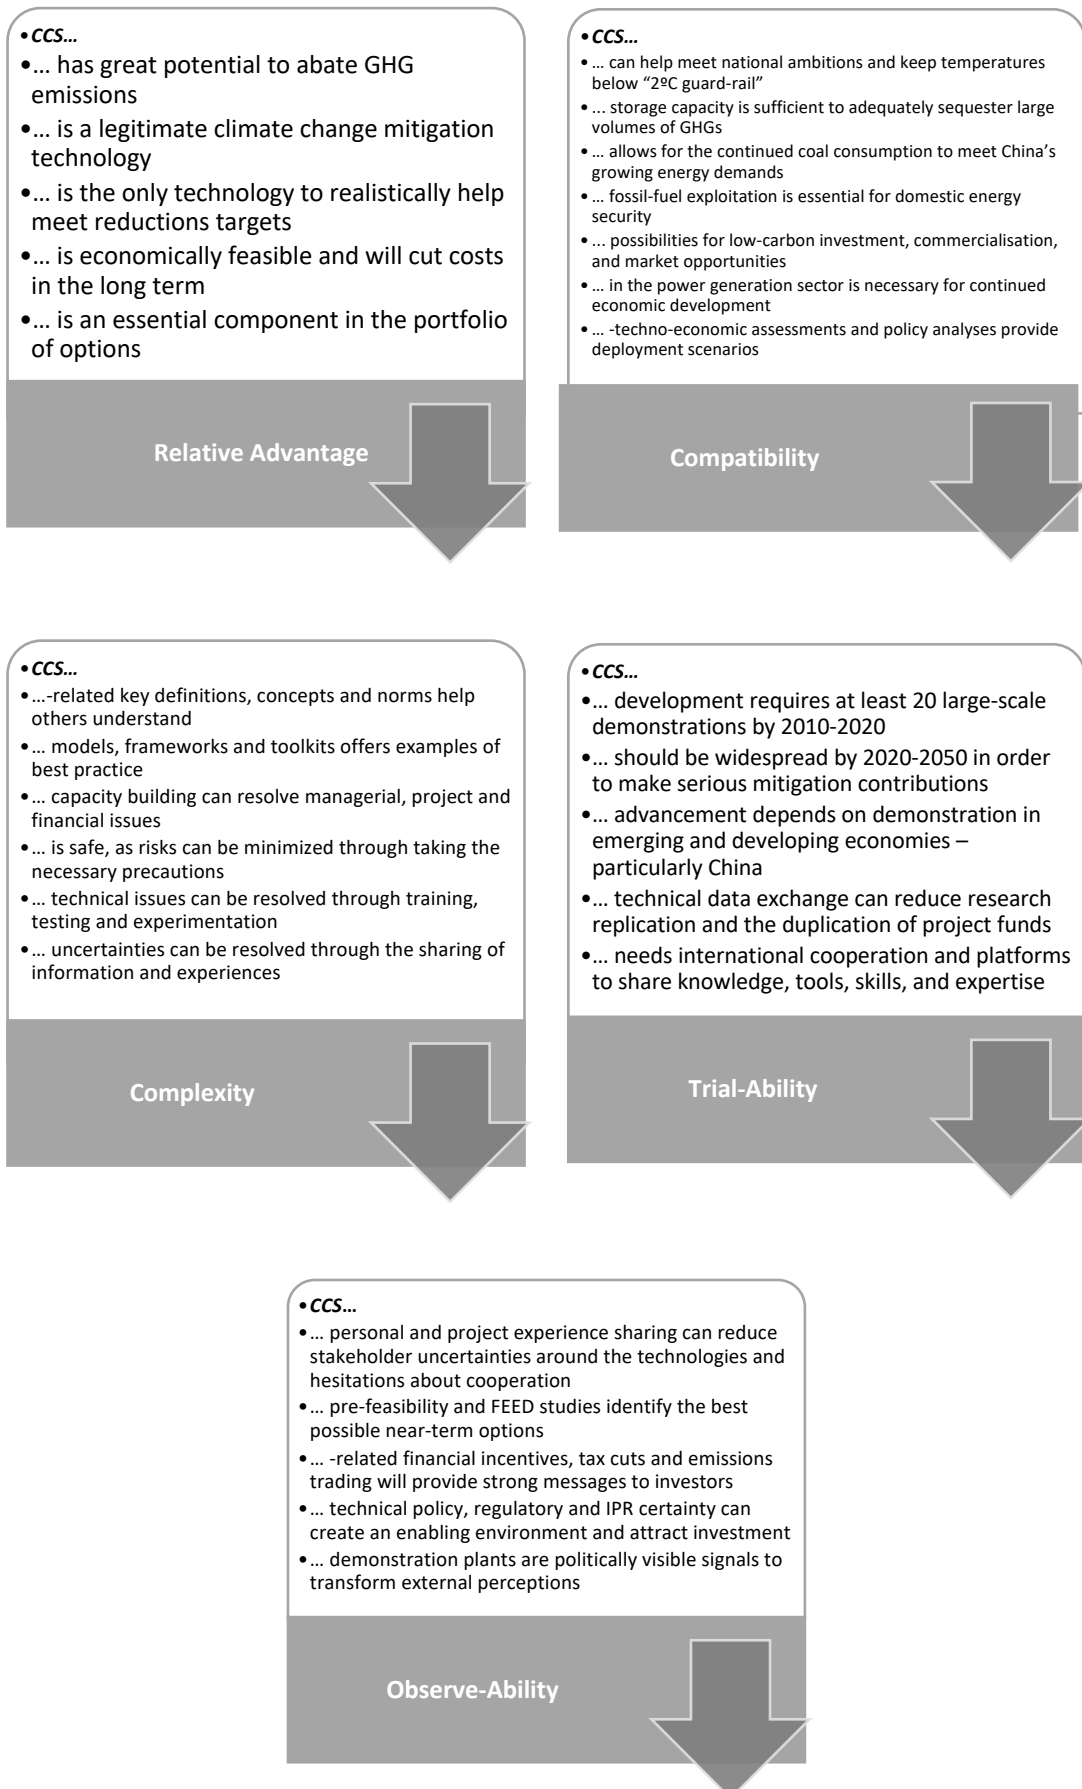 •CCS…
•… has great potential to abate GHG
emissions
•… is a legitimate climate change mitigation
technology
•… is the only technology to realistically help
meet reductions targets
•… is economically feasible and will cut costs
in the long term
•… is an essential component in the portfolio
of options
Relative Advantage
•CCS…
•… can help meet national ambitions and keep temperatures
below “2ºC guard-rail”
•… storage capacity is sufficient to adequately sequester large
volumes of GHGs
•… allows for the continued coal consumption to meet China’s
growing energy demands
•… fossil-fuel exploitation is essential for domestic energy
security
•… possibilities for low-carbon investment, commercialisation,
and market opportunities
•… in the power generation sector is necessary for continued
economic development
•… -techno-economic assessments and policy analyses provide
deployment scenarios
Compatibility
•CCS…
•…-related key definitions, concepts and norms help
others understand
•… models, frameworks and toolkits offers examples of
best practice
•… capacity building can resolve managerial, project and
financial issues
•… is safe, as risks can be minimized through taking the
necessary precautions
•… technical issues can be resolved through training,
testing and experimentation
•… uncertainties can be resolved through the sharing of
information and experiences
Complexity
•CCS…
•… development requires at least 20 large-scale
demonstrations by 2010-2020
•… should be widespread by 2020-2050 in order
to make serious mitigation contributions
•… advancement depends on demonstration in
emerging and developing economies –
particularly China
•… technical data exchange can reduce research
replication and the duplication of project funds
•… needs international cooperation and platforms
to share knowledge, tools, skills, and expertise
Trial-Ability
•CCS…
•… personal and project experience sharing can reduce
stakeholder uncertainties around the technologies and
hesitations about cooperation
•… pre-feasibility and FEED studies identify the best
possible near-term options
•… -related financial incentives, tax cuts and emissions
trading will provide strong messages to investors
•… technical policy, regulatory and IPR certainty can
create an enabling environment and attract investment
•… demonstration plants are politically visible signals to
transform external perceptions
Observe-Ability